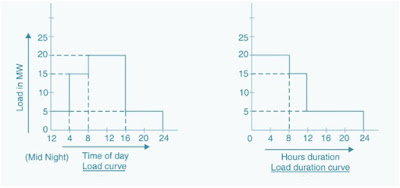 25
20
15
10
5
0
12 4 8 12 16 20 24
(Mid Night) Time of day
Load curve
Load in MW
25
20
15
10
5
0 4 8 12 16 20 24
Hours duration
Load duration curve